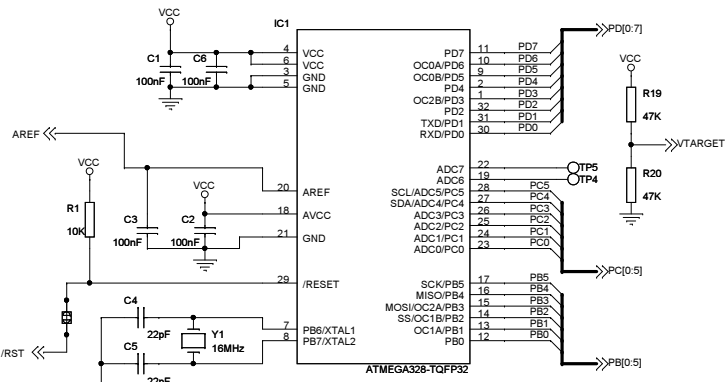 VCC
IC1
C1
100nF
C6
100nF
4 VCC
6 VCC
3 GND
5 GND
AREF
VCC
R1
10K
VCC
C3
100nF
C2
100nF
20 AREF
18 AVCC
21 GND
29 /RESET
/RST
C4
22pF
C5
22pF
Y1
16MHz
7 PB6/XTAL1
8 PB7/XTAL2
PD7 11 PD7
OC0A/PD6 10 PD6
OC0B/PD5 9 PD5
PD4 2 PD4
OC2B/PD3 1 PD3
PD2 32 PD2
TXD/PD1 31 PD1
RXD/PD0 30 PD0
PD[0:7]
ADC7 22 TP5
ADC6 19 TP4
SCL/ADC5/PC5 28 PC5
SDA/ADC4/PC4 27 PC4
ADC3/PC3 26 PC3
ADC2/PC2 25 PC2
ADC1/PC1 24 PC1
ADC0/PC0 23 PC0
PC[0:5]
SCK/PB5 17 PB5
MISO/PB4 16 PB4
MOSI/OC2A/PB3 15 PB3
SS/OC1B/PB2 14 PB2
OC1A/PB1 13 PB1
PB0 12 PB0
PB[0:5]
ATMEGA328-TQFP32
VCC
R19
47K
VTARGET
R20
47K